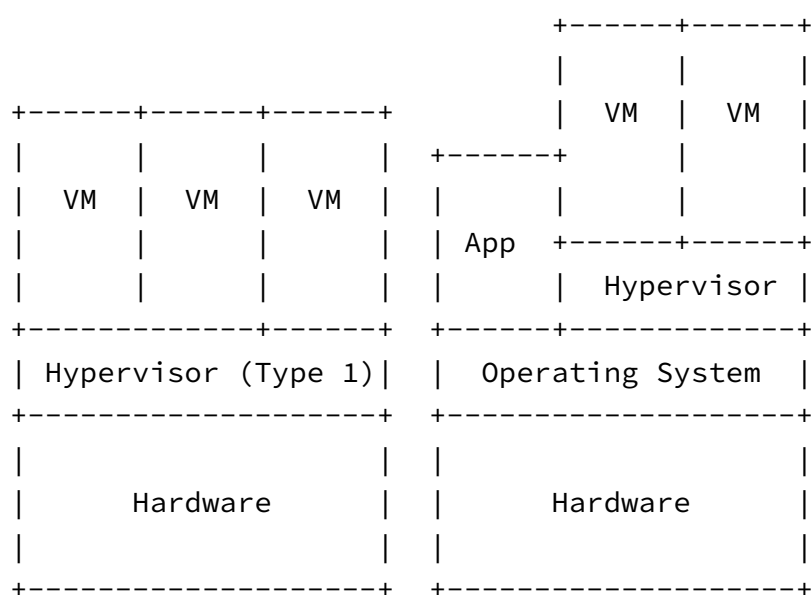 VM VM
VM VM VM
App
Hypervisor
Hypervisor (Type 1) Operating System
Hardware Hardware